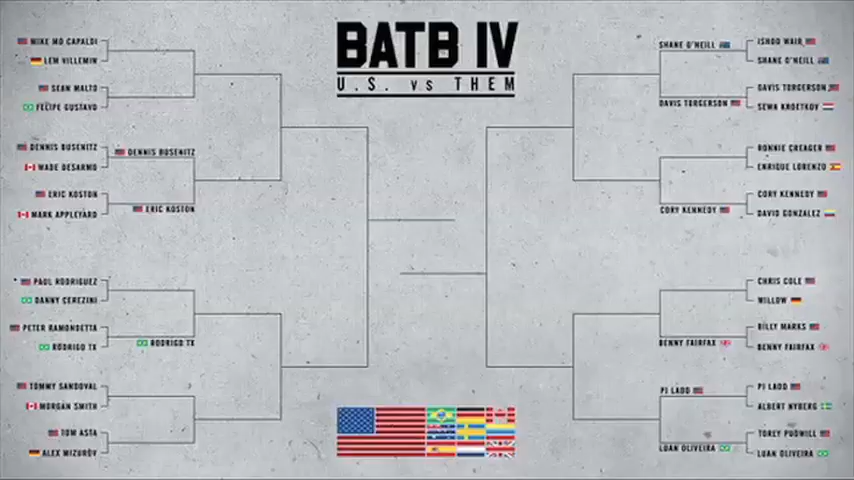 BATB IV
U.S. vs THEM
MIKE MO CAPALDI
LEM VILLEMIN
SEAN MALTO
FELIPE GUSTAVO
DENNIS BUSENITZ
WADE DESARMO
DENNIS BUSENITZ
ERIC KOSTON
MARK APPLEYARD
ERIC KOSTON
PAUL RODRIGUEZ
DANNY CEREZINI
PETER RAMONDETTA
RODRIGO TX
RODRIGO TX
TOMMY SANDOVAL
MORGAN SMITH
TOM ASTA
ALEX MIZUROV
SHANE O'NEILL
ISHOD WAIR
SHANE O'NEILL
DAVIS TORGERSON
DAVIS TORGERSON
SEWA KROETKOV
RONNIE CREAGER
ENRIQUE LORENZO
CORY KENNEDY
CORY KENNEDY
DAVID GONZALEZ
CHRIS COLE
WILLOW
BILLY MARKS
BENNY FAIRFAX
BENNY FAIRFAX
PJ LADD
PJ LADD
ALBERT NYBERG
TOREY PUDWILL
LUAN OLIVEIRA
LUAN OLIVEIRA